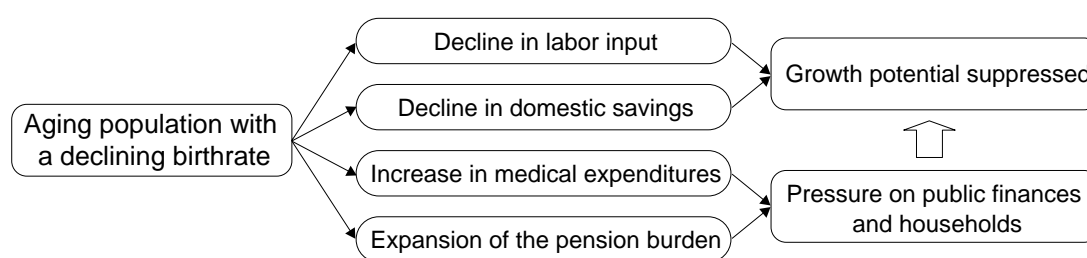 Aging population with
a declining birthrate
Decline in labor input
Decline in domestic savings
Increase in medical expenditures
Expansion of the pension burden
Growth potential suppressed
Pressure on public finances
and households